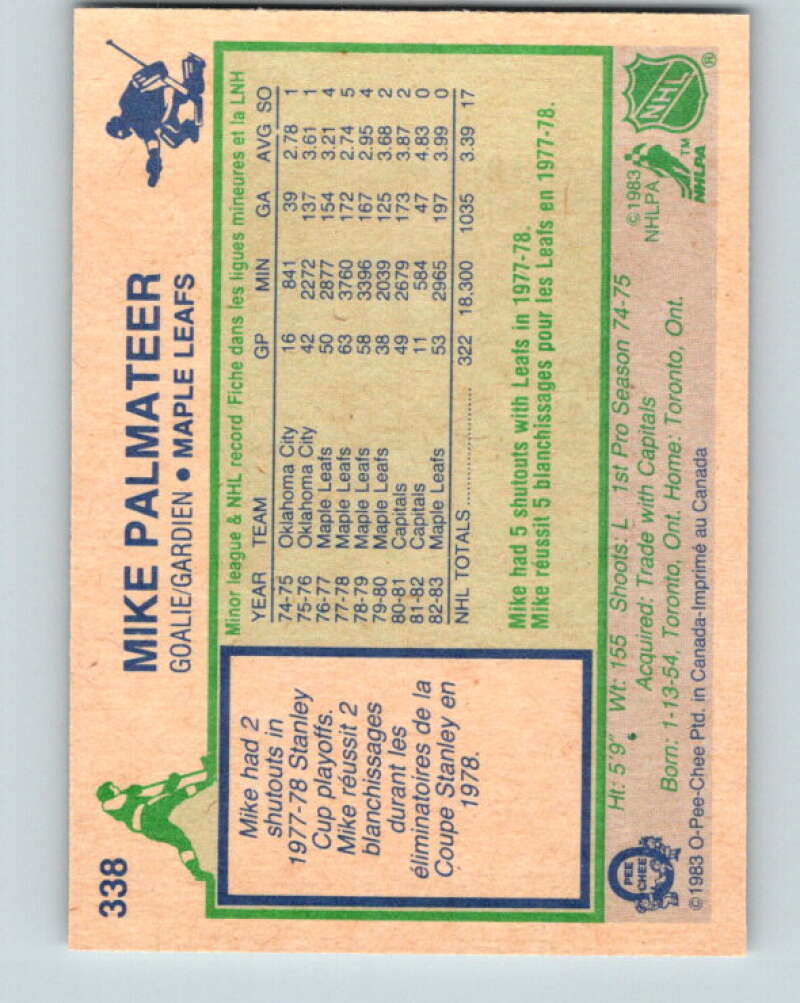 338
MIKE PALMATEER
GOALIE/GARDIEN • MAPLE LEAFS
Mike had 2
shutouts in
1977-78 Stanley
Cup playoffs.
Mike réussit 2
blanchissages
durant les
éliminatoires de la
Coupe Stanley en
1978.
Minor league & NHL record Fiche dans les ligues mineures et la LNH
YEAR TEAM GP MIN GA AVG SO
74-75 Oklahoma City 16 841 39 2.78 1
75-76 Oklahoma City 42 2272 137 3.61 1
76-77 Maple Leafs 50 2877 154 3.21 4
77-78 Maple Leafs 63 3760 172 2.74 5
78-79 Maple Leafs 58 3396 167 2.95 4
79-80 Maple Leafs 38 2039 125 3.68 2
80-81 Capitals 49 2679 173 3.87 2
81-82 Capitals 11 584 47 4.83 0
82-83 Maple Leafs 53 2965 197 3.99 0
NHL TOTALS ................ 322 18,300 1035 3.39 17
Mike had 5 shutouts with Leafs in 1977-78.
Mike réussit 5 blanchissages pour les Leafs en 1977-78.
Ht: 5'9" Wt: 155 Shoots: L 1st Pro Season 74-75
Acquired: Trade with Capitals
Born: 1-13-54, Toronto, Ont. Home: Toronto, Ont.
©1983 O-Pee-Chee Ptd. in Canada-Imprimé au Canada
O
PEE
CHEE
©1983
NHLPA
NHLPA
TM
NHL
®